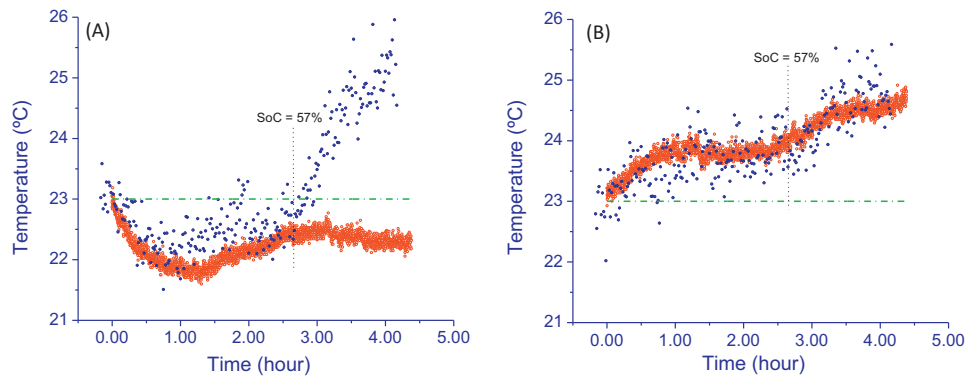 (A)
Temperature (ºC)
26
25
24
23
22
21
SoC = 57%
0.00 1.00 2.00 3.00 4.00 5.00
Time (hour)
(B)
Temperature (ºC)
26
25
24
23
22
21
SoC = 57%
0.00 1.00 2.00 3.00 4.00 5.00
Time (hour)